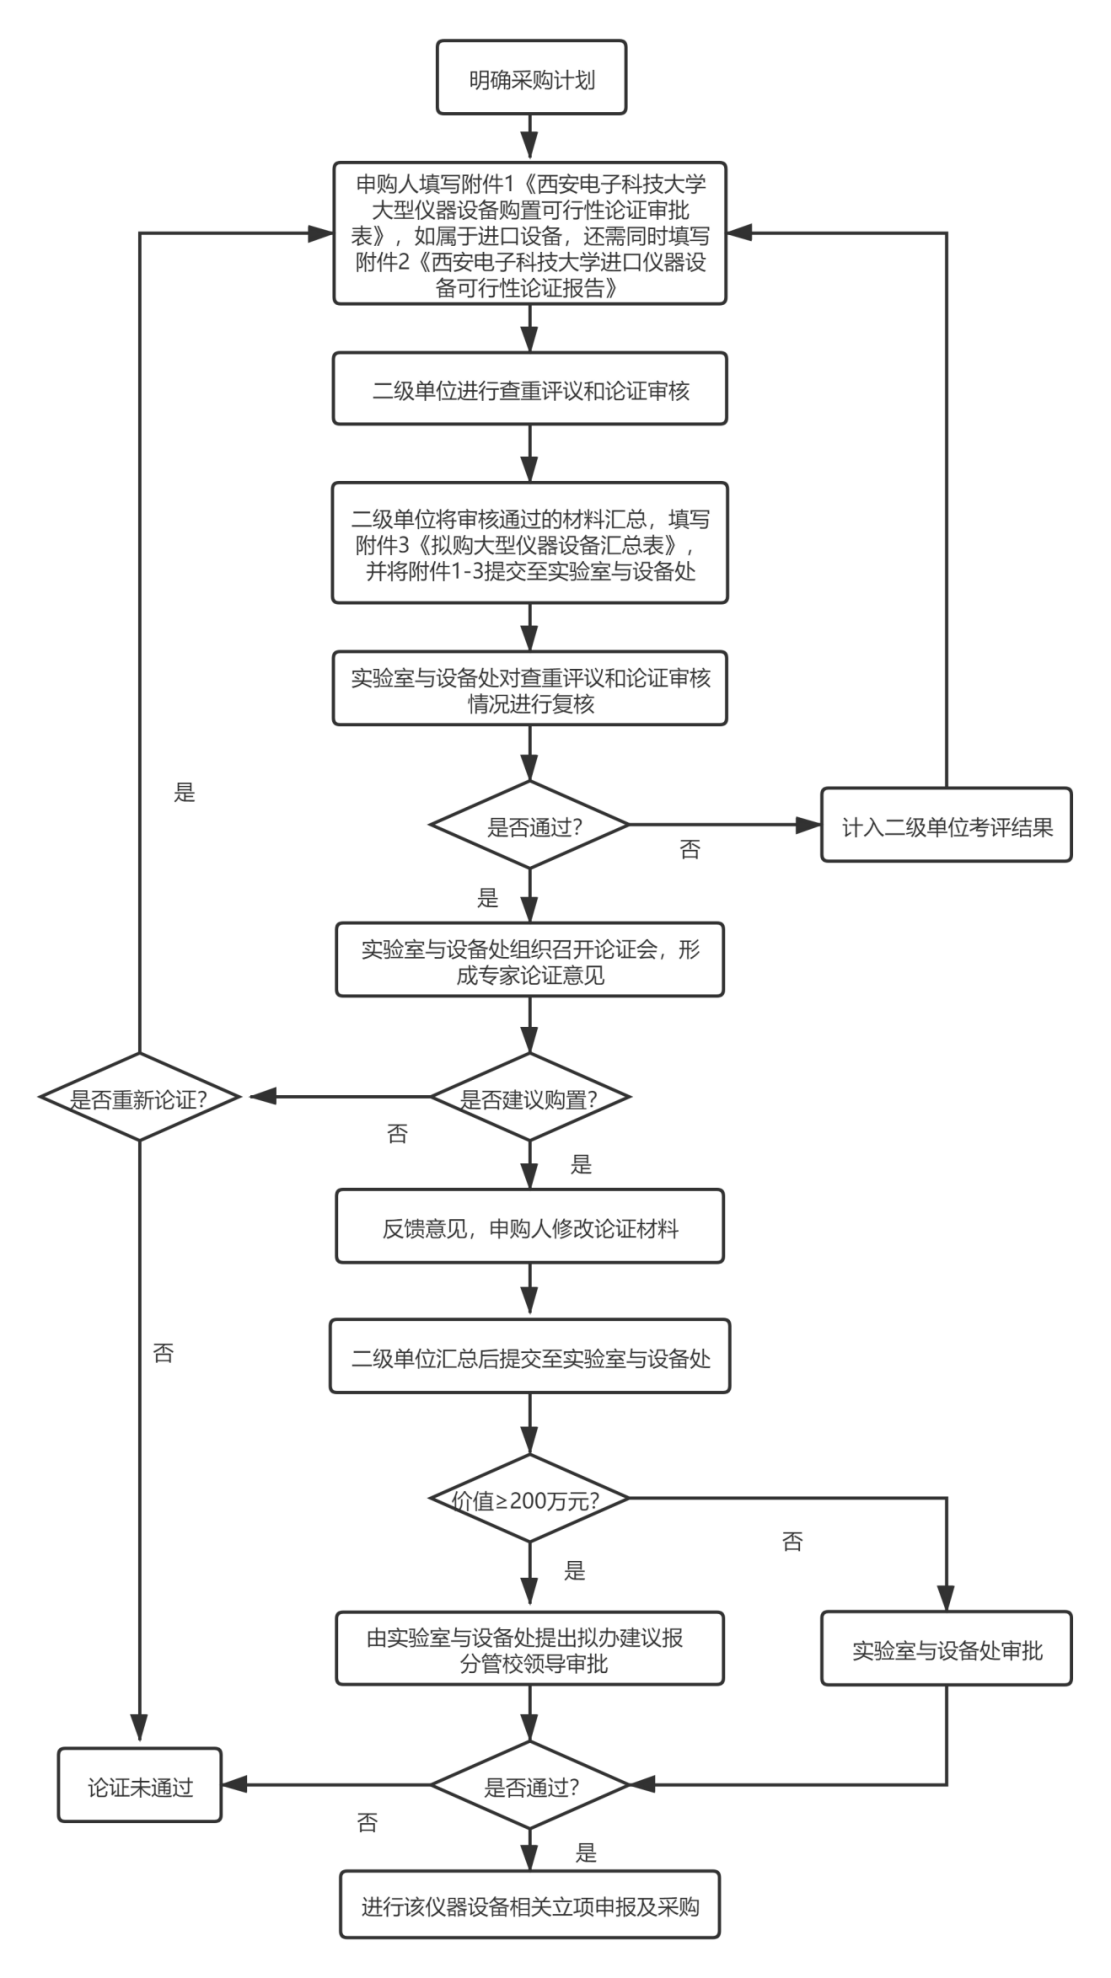 明确采购计划
申购人填写附件1《西安电子科技大学
大型仪器设备购置可行性论证审批
表》，如属于进口设备，还需同时填写
附件2《西安电子科技大学进口仪器设
备可行性论证报告》
二级单位进行查重评议和论证审核
二级单位将审核通过的材料汇总，填写
附件3《拟购大型仪器设备汇总表》，
并将附件1-3提交至实验室与设备处
实验室与设备处对查重评议和论证审核
情况进行复核
是
是否通过？
否
计入二级单位考评结果
是
实验室与设备处组织召开论证会，形
成专家论证意见
是否重新论证？
是否建议购置？
否
是
反馈意见，申购人修改论证材料
否
二级单位汇总后提交至实验室与设备处
价值≥200万元？
否
是
由实验室与设备处提出拟办建议报
分管校领导审批
实验室与设备处审批
论证未通过
是否通过？
否
是
进行该仪器设备相关立项申报及采购